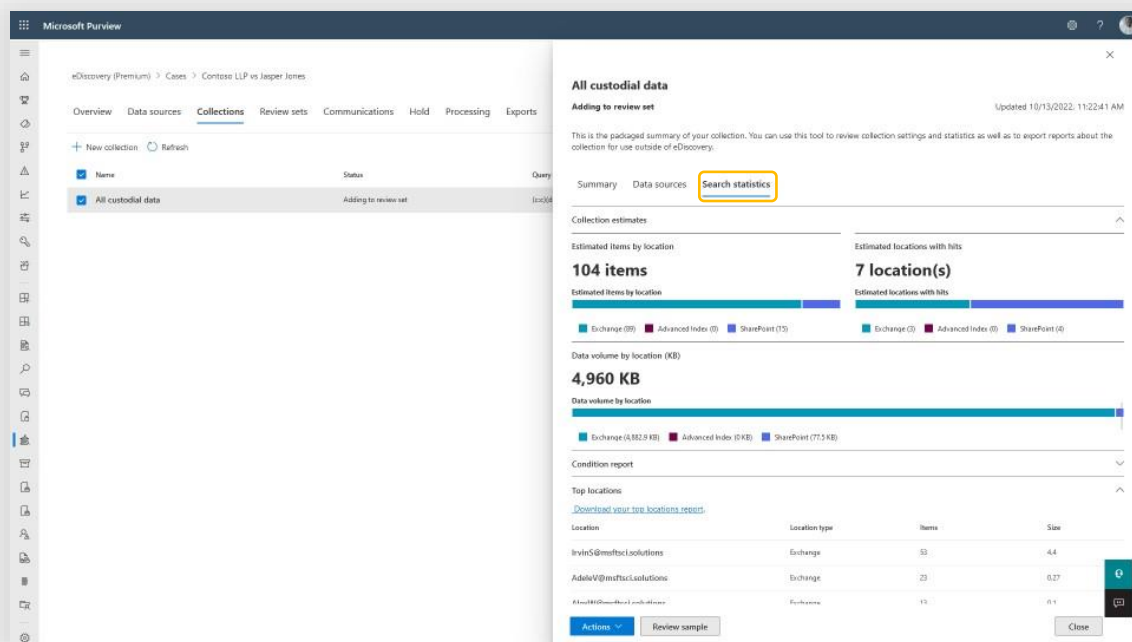 Microsoft Purview
?
eDiscovery (Premium) > Cases > Contoso LLP vs Jasper Jones
Overview Data sources Collections Review sets Communications Hold Processing Exports
+ New collection Refresh
Name Status Query
All custodial data Adding to review set
All custodial data
Adding to review set Updated 10/13/2022, 11:22:41 AM
This is the packaged summary of your collection. You can use this tool to review collection settings and statistics as well as to export reports about the
collection for use outside of eDiscovery.
Summary Data sources Search statistics
Collection estimates
Estimated items by location Estimated locations with hits
104 items 7 location(s)
Estimated items by location Estimated locations with hits
Exchange (89) Advanced Index (0) SharePoint (15) Exchange (3) Advanced Index (0) SharePoint (4)
Data volume by location (KB)
4,960 KB
Data volume by location
Exchange (4,882.9 KB) Advanced Index (0 KB) SharePoint (77.5 KB)
Condition report
Top locations
Download your top locations report.
Location Location type Items Size
IrvinS@msftsci.solutions Exchange 53 4.4
AdeleV@msftsci.solutions Exchange 23 0.27
Exchange 13 0.1
Actions Review sample Close